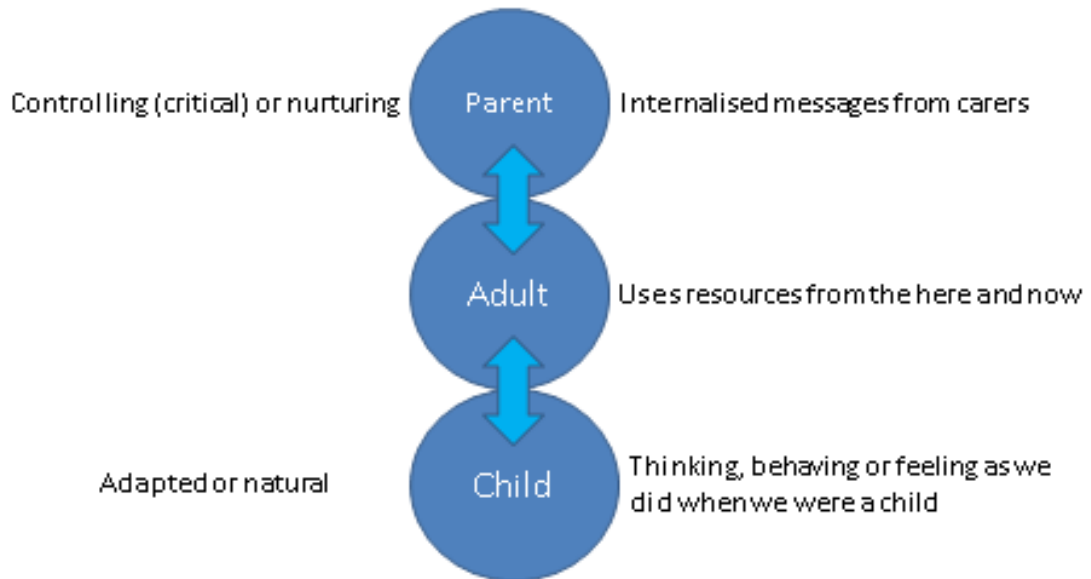 Controlling (critical) or nurturing
Parent
Internalised messages from carers
Adult
Uses resources from the here and now
Adapted or natural
Child
Thinking, behaving or feeling as we
did when we were a child